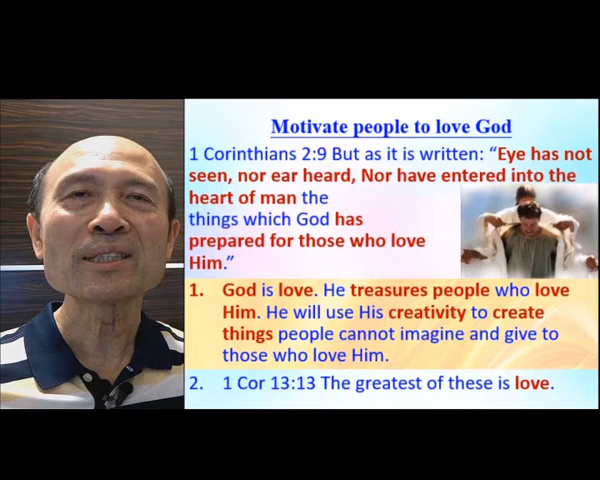 Motivate people to love God
1 Corinthians 2:9 But as it is written: “Eye has not
seen, nor ear heard, Nor have entered into the
heart of man the
things which God has
prepared for those who love
Him.”
1. God is love. He treasures people who love
Him. He will use His creativity to create
things people cannot imagine and give to
those who love Him.
2. 1 Cor 13:13 The greatest of these is love.